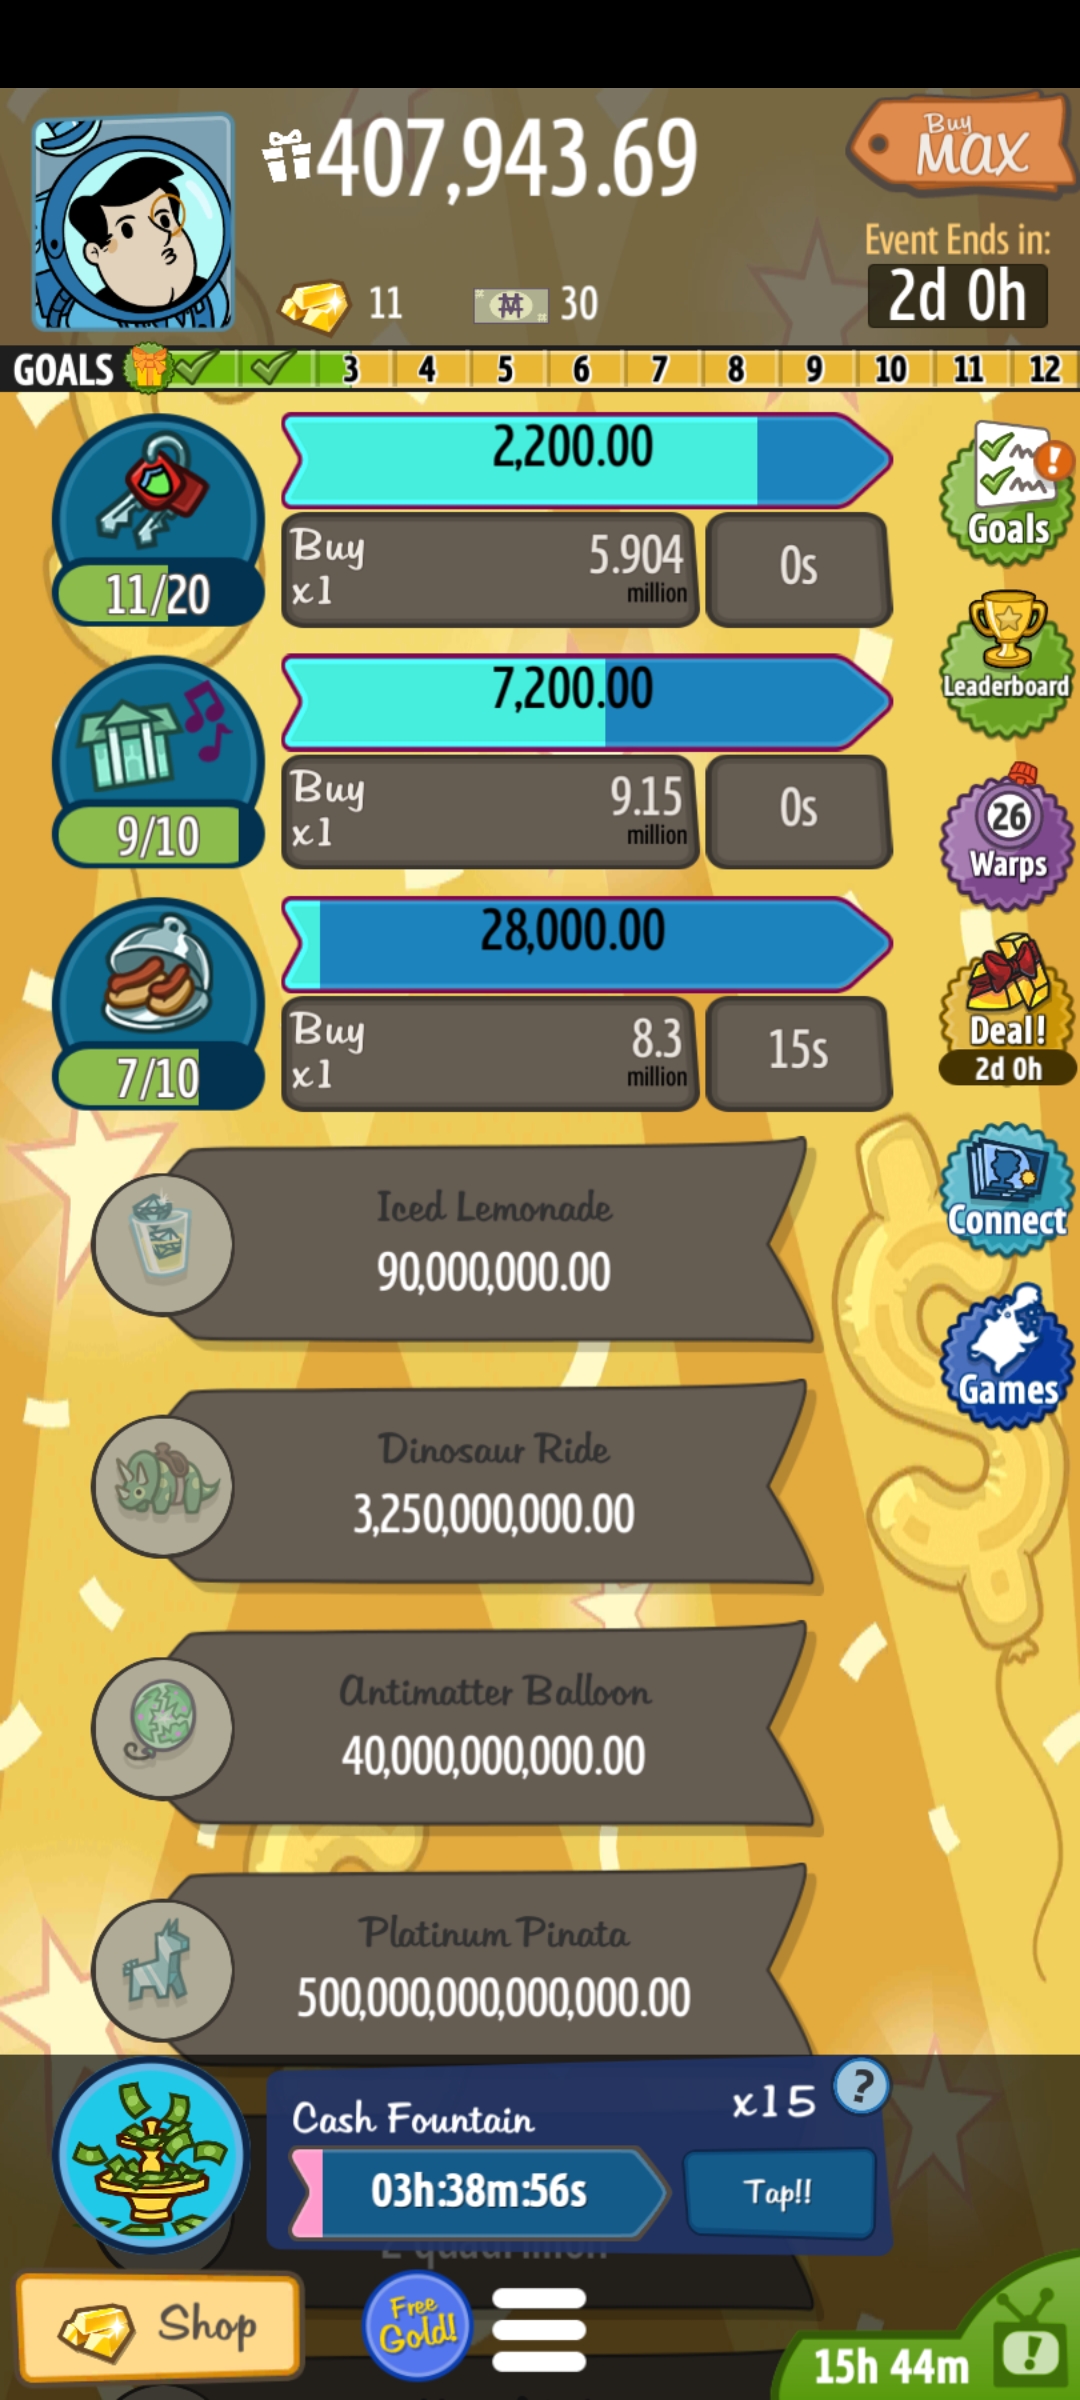 407,943.69
Buy
MAX
Event Ends in:
2d 0h
11
30
GOALS
3
4
5
6
7
8
9
10
11
12
2,200.00
Buy
x1
5.904
million
0s
11/20
Goals
7,200.00
Buy
x1
9.15
million
0s
9/10
Leaderboard
26
Warps
28,000.00
Buy
x1
8.3
million
15s
7/10
Deal!
2d 0h
Connect
Games
Iced Lemonade
90,000,000.00
Dinosaur Ride
3,250,000,000.00
Antimatter Balloon
40,000,000,000.00
Platinum Pinata
500,000,000,000,000.00
Cash Fountain
x15
?
03h:38m:56s
Tap!!
2 quadrillion
Shop
Free
Gold!
15h 44m